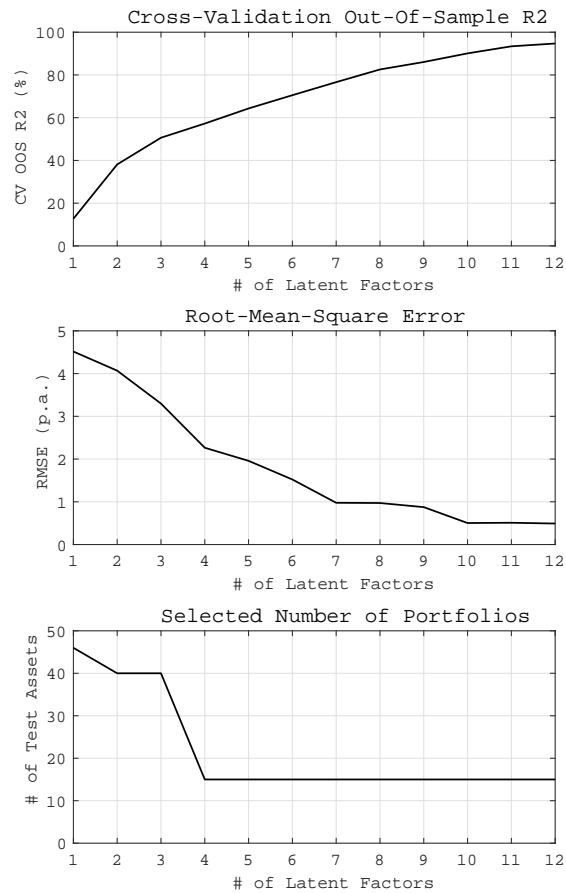 Cross-Validation Out-Of-Sample R2
100
80
60
40
20
0
CV OOS R2 (%)
1 2 3 4 5 6 7 8 9 10 11 12
# of Latent Factors
Root-Mean-Square Error
5
4
3
2
1
0
RMSE (p.a.)
1 2 3 4 5 6 7 8 9 10 11 12
# of Latent Factors
Selected Number of Portfolios
50
40
30
20
10
0
# of Test Assets
1 2 3 4 5 6 7 8 9 10 11 12
# of Latent Factors